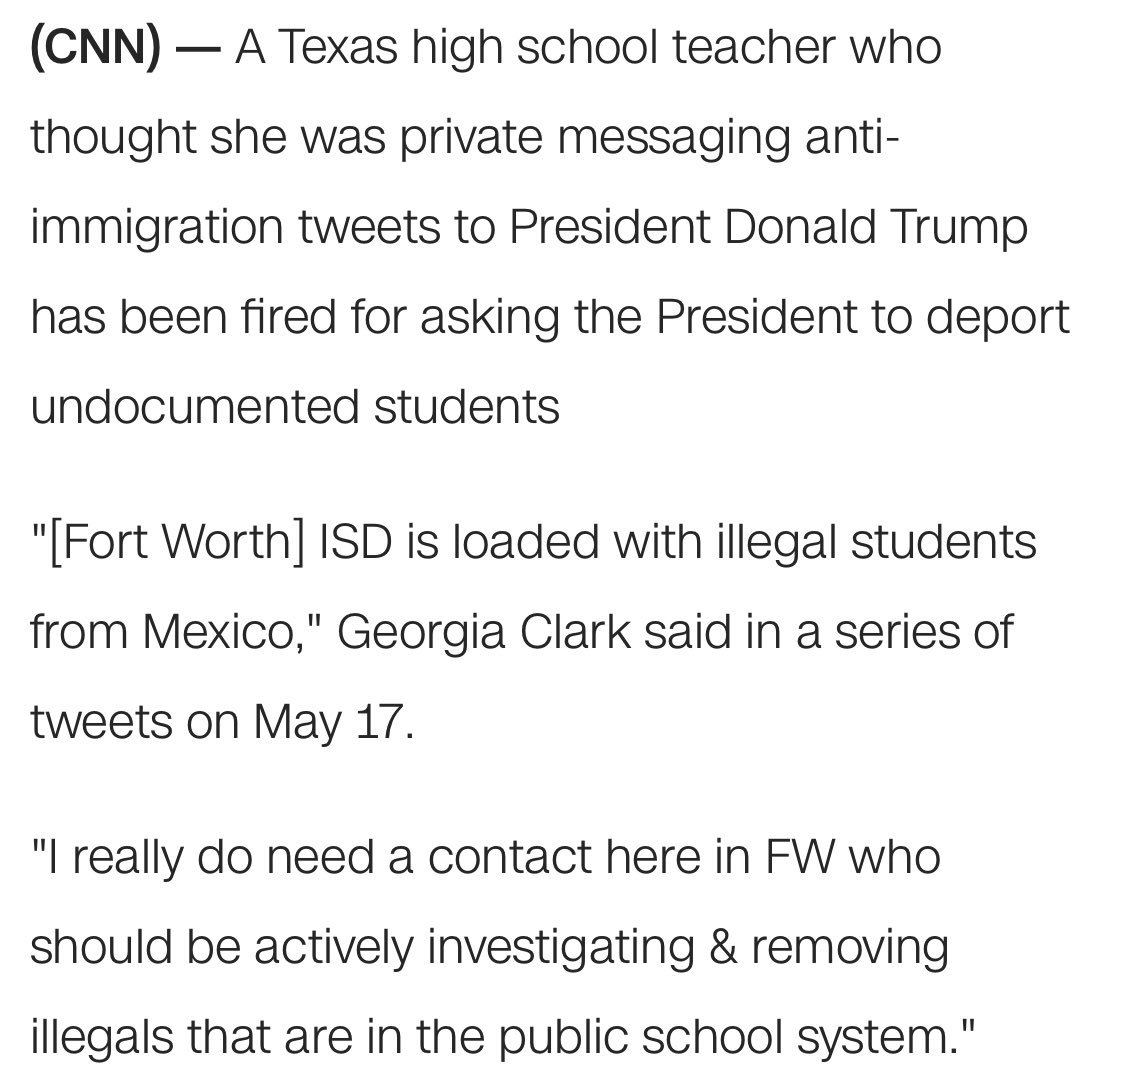 (CNN) — A Texas high school teacher who
thought she was private messaging anti-
immigration tweets to President Donald Trump
has been fired for asking the President to deport
undocumented students
"[Fort Worth] ISD is loaded with illegal students
from Mexico," Georgia Clark said in a series of
tweets on May 17.
"I really do need a contact here in FW who
should be actively investigating & removing
illegals that are in the public school system."